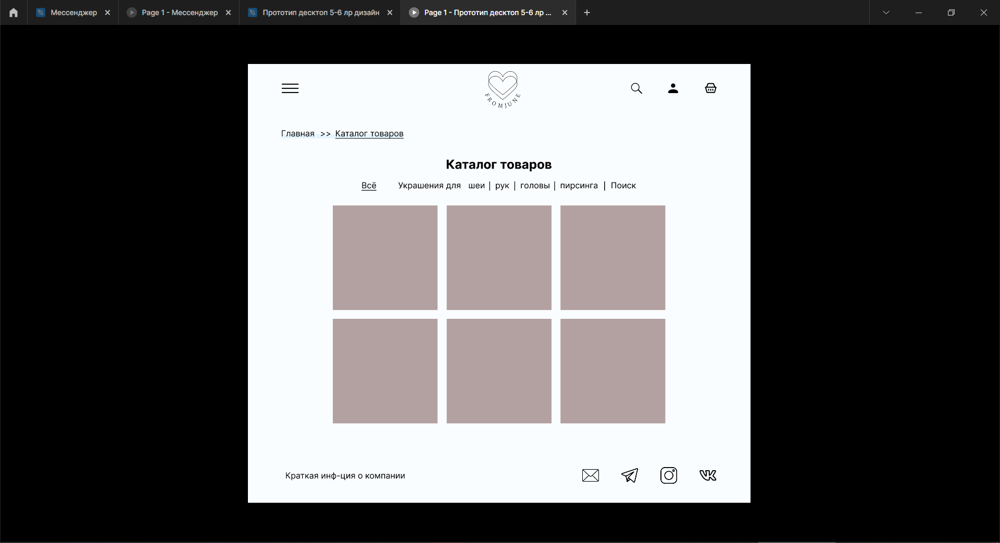 Мессенджер
Page 1 - Мессенджер
Прототип десктоп 5-6 лр дизайн
Page 1 - Прототип десктоп 5-6 лр ...
FROMJUNE
Главная >> Каталог товаров
Каталог товаров
Всё Украшения для шеи | рук | головы | пирсинга | Поиск
Краткая инф-ция о компании